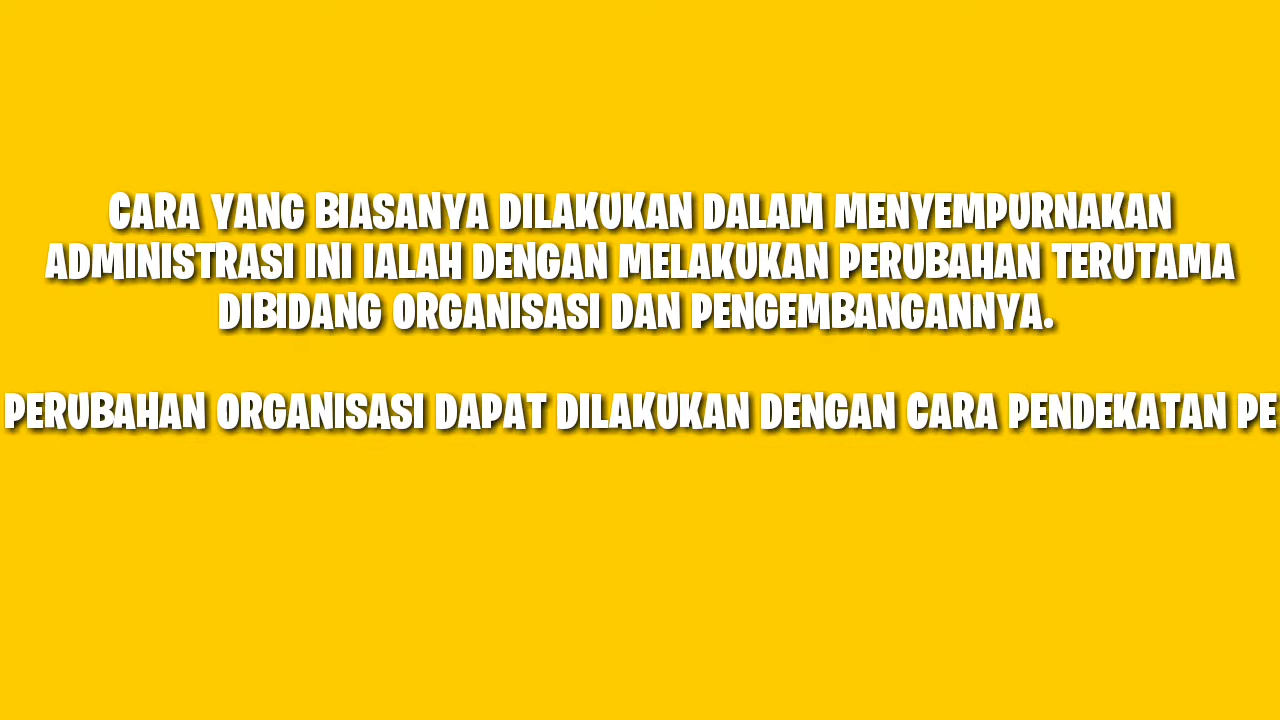 CARA YANG BIASANYA DILAKUKAN DALAM MENYEMPURNAKAN
ADMINISTRASI INI IALAH DENGAN MELAKUKAN PERUBAHAN TERUTAMA
DIBIDANG ORGANISASI DAN PENGEMBANGANNYA.
PERUBAHAN ORGANISASI DAPAT DILAKUKAN DENGAN CARA PENDEKATAN PE